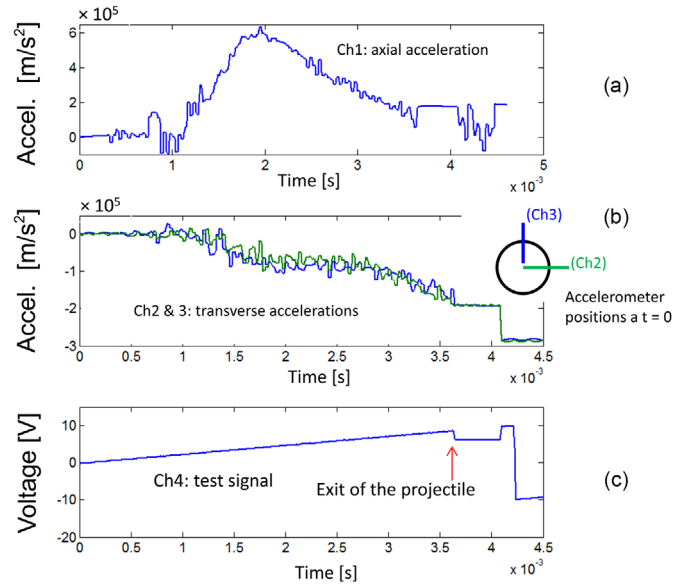 × 10⁵
Accel. [m/s²]
6
4
2
0
Ch1: axial acceleration
(a)
0 1 2 3 4 5
Time [s]
x 10⁻³
× 10⁵
Accel. [m/s²]
0
-1
-2
-3
Ch2 & 3: transverse accelerations
(b)
(Ch3)
(Ch2)
Accelerometer
positions a t = 0
0 0.5 1 1.5 2 2.5 3 3.5 4 4.5
Time [s]
x 10⁻³
Voltage [V]
10
0
-10
-20
Ch4: test signal
Exit of the projectile
(c)
0 0.5 1 1.5 2 2.5 3 3.5 4 4.5
Time [s]
x 10⁻³